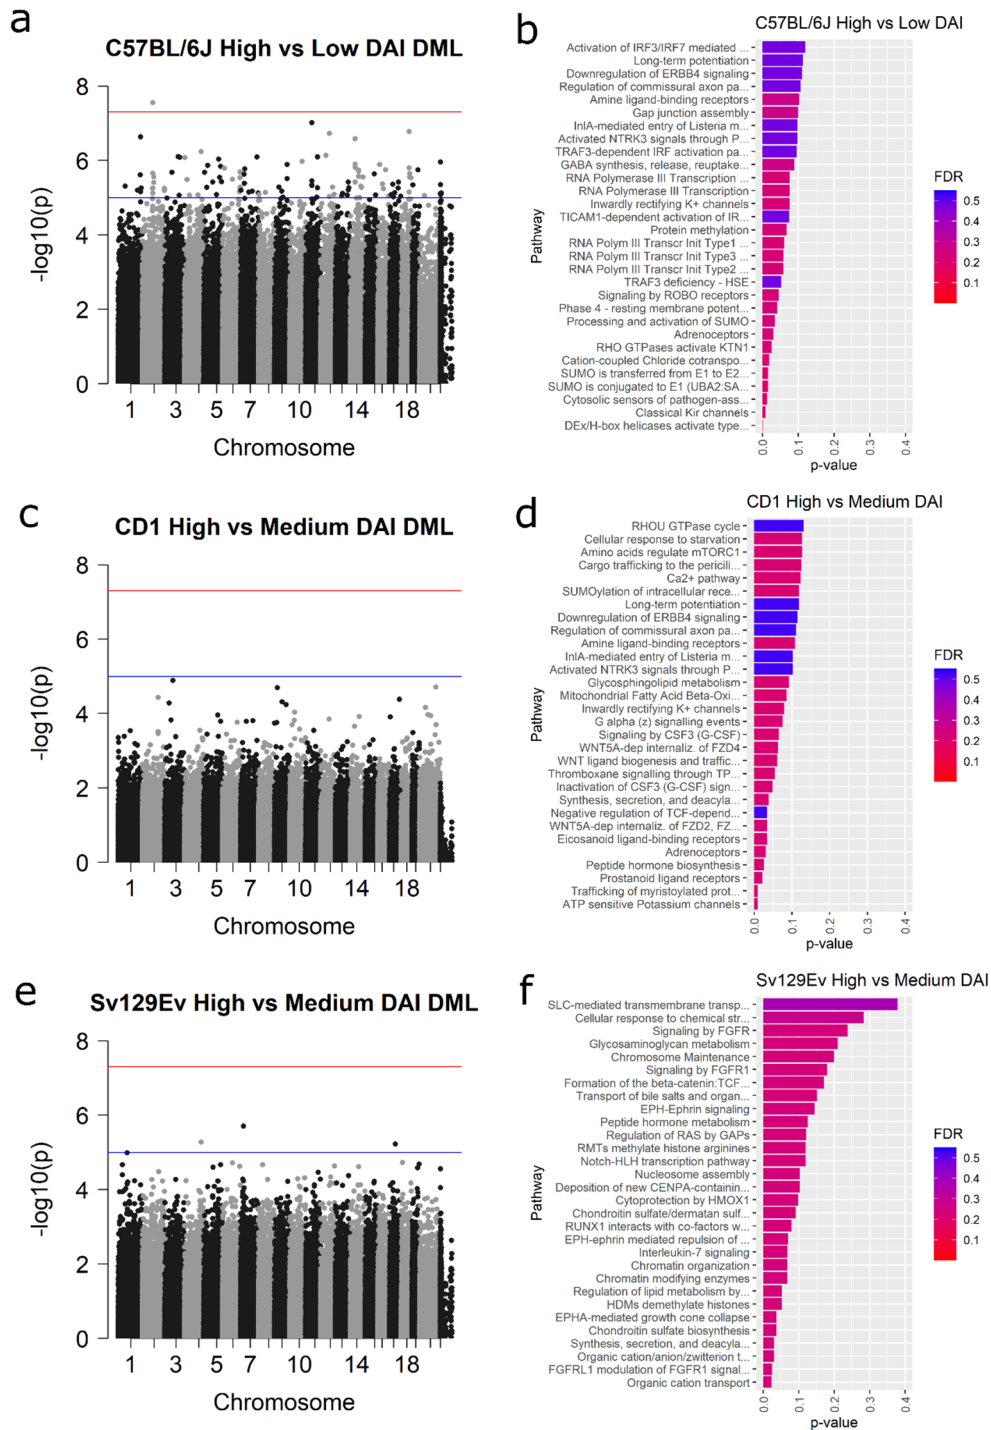 a
C57BL/6J High vs Low DAI DML
-log10(p)
8
6
4
2
0
1 3 5 7 10 14 18
Chromosome
b
C57BL/6J High vs Low DAI
Pathway
Activation of IRF3/IRF7 mediated ...
Long-term potentiation
Downregulation of ERBB4 signaling
Regulation of commissural axon pa...
Amine ligand-binding receptors
Gap junction assembly
InlA-mediated entry of Listeria m...
Activated NTRK3 signals through P...
TRAF3-dependent IRF activation pa...
GABA synthesis, release, reuptake...
RNA Polymerase III Transcription ...
RNA Polymerase III Transcription
Inwardly rectifying K+ channels
TICAM1-dependent activation of IR...
Protein methylation
RNA Polym III Transcr Init Type1 ...
RNA Polym III Transcr Init Type3 ...
RNA Polym III Transcr Init Type2 ...
TRAF3 deficiency - HSE
Signaling by ROBO receptors
Phase 4 - resting membrane potent...
Processing and activation of SUMO
Adrenoceptors
RHO GTPases activate KTN1
Cation-coupled Chloride cotranspo...
SUMO is transferred from E1 to E2...
SUMO is conjugated to E1 (UBA2:SA...
Cytosolic sensors of pathogen-ass...
Classical Kir channels
DEx/H-box helicases activate type...
0.0 0.1 0.2 0.3 0.4
p-value
FDR
0.5
0.4
0.3
0.2
0.1
c
CD1 High vs Medium DAI DML
-log10(p)
8
6
4
2
0
1 3 5 7 10 14 18
Chromosome
d
CD1 High vs Medium DAI
Pathway
RHOU GTPase cycle
Cellular response to starvation
Amino acids regulate mTORC1
Cargo trafficking to the pericili...
Ca2+ pathway
SUMOylation of intracellular rece...
Long-term potentiation
Downregulation of ERBB4 signaling
Regulation of commissural axon pa...
Amine ligand-binding receptors
InlA-mediated entry of Listeria m...
Activated NTRK3 signals through P...
Glycosphingolipid metabolism
Mitochondrial Fatty Acid Beta-Oxi...
Inwardly rectifying K+ channels
G alpha (z) signalling events
Signaling by CSF3 (G-CSF)
WNT5A-dep internaliz. of FZD4
WNT ligand biogenesis and traffic...
Thromboxane signalling through TP...
Inactivation of CSF3 (G-CSF) sign...
Synthesis, secretion, and deacyla...
Negative regulation of TCF-depend...
WNT5A-dep internaliz. of FZD2, FZ...
Eicosanoid ligand-binding receptors
Adrenoceptors
Peptide hormone biosynthesis
Prostanoid ligand receptors
Trafficking of myristoylated prot...
ATP sensitive Potassium channels
0.0 0.1 0.2 0.3 0.4
p-value
FDR
0.5
0.4
0.3
0.2
0.1
e
Sv129Ev High vs Medium DAI DML
-log10(p)
8
6
4
2
0
1 3 5 7 10 14 18
Chromosome
f
Sv129Ev High vs Medium DAI
Pathway
SLC-mediated transmembrane transp...
Cellular response to chemical str...
Signaling by FGFR
Glycosaminoglycan metabolism
Chromosome Maintenance
Signaling by FGFR1
Formation of the beta-catenin:TCF...
Transport of bile salts and organ...
EPH-Ephrin signaling
Peptide hormone metabolism
Regulation of RAS by GAPs
RMTs methylate histone arginines
Notch-HLH transcription pathway
Nucleosome assembly
Deposition of new CENPA-containin...
Cytoprotection by HMOX1
Chondroitin sulfate/dermatan sulf...
RUNX1 interacts with co-factors w...
EPH-ephrin mediated repulsion of ...
Interleukin-7 signaling
Chromatin organization
Chromatin modifying enzymes
Regulation of lipid metabolism by...
HDMs demethylate histones
EPHA-mediated growth cone collapse
Chondroitin sulfate biosynthesis
Synthesis, secretion, and deacyla...
Organic cation/anion/zwitterion t...
FGFRL1 modulation of FGFR1 signal...
Organic cation transport
0.0 0.1 0.2 0.3 0.4
p-value
FDR
0.5
0.4
0.3
0.2
0.1